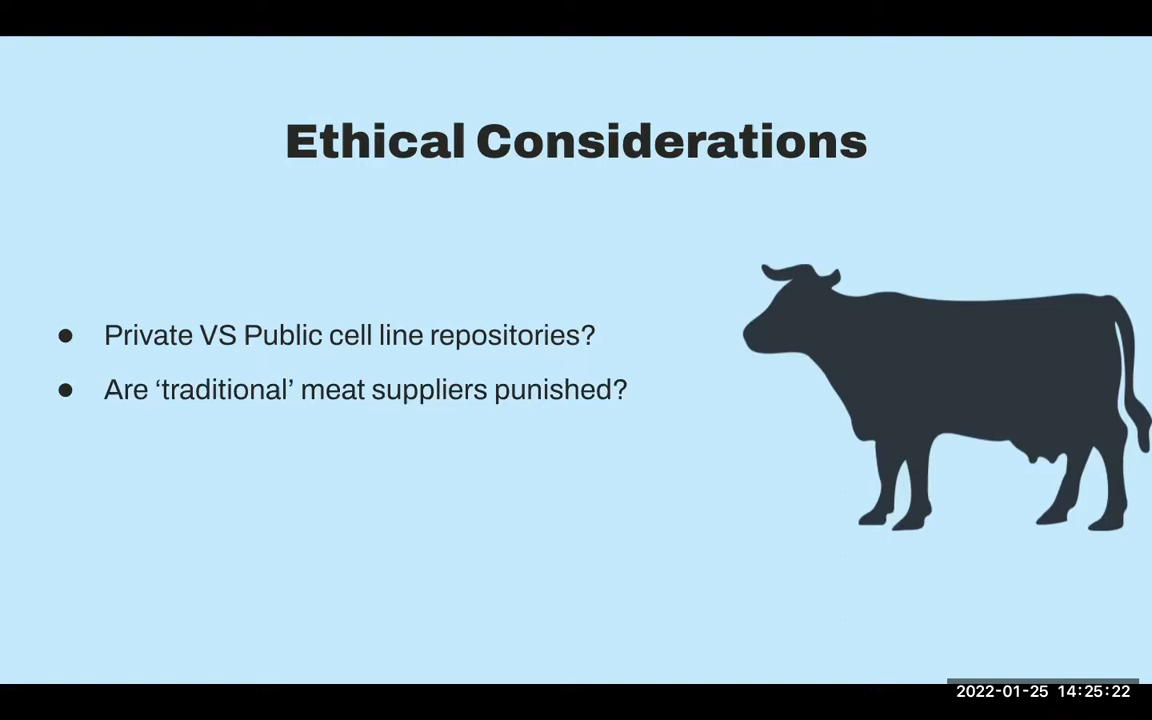 Ethical Considerations
● Private VS Public cell line repositories?
● Are ‘traditional’ meat suppliers punished?
2022-01-25 14:25:22